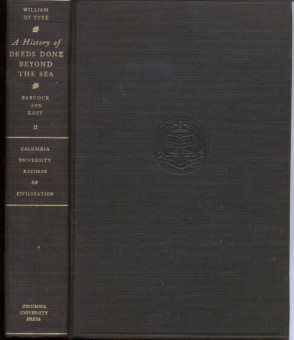 WILLIAM
OF TYRE
A History of
DEEDS DONE
BEYOND
THE SEA
BABCOCK
AND
KREY
II
COLUMBIA
UNIVERSITY
RECORDS
OF
CIVILIZATION
COLUMBIA
UNIVERSITY
PRESS